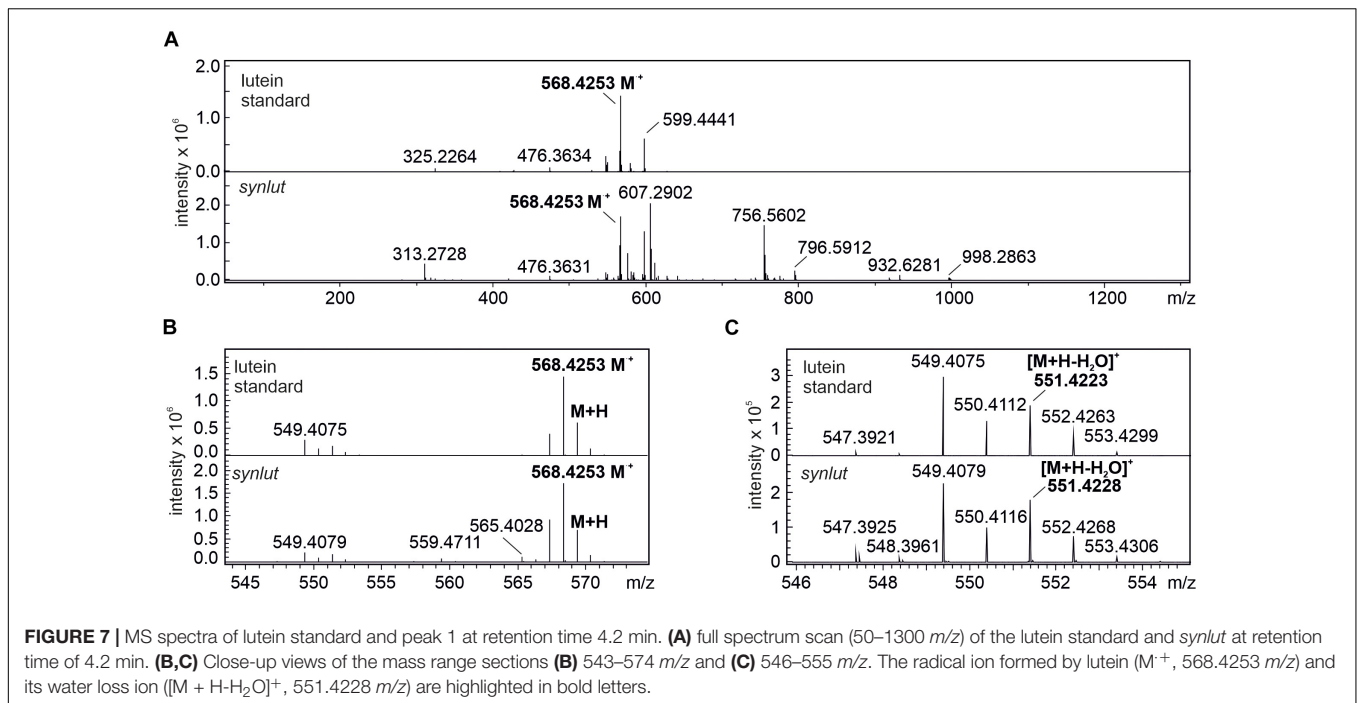 A
2.0
lutein
standard
568.4253 M˙⁺
1.0
599.4441
325.2264
476.3634
0.0
intensity x 10⁶
synlut
2.0
568.4253 M˙⁺
607.2902
756.5602
1.0
313.2728
476.3631
796.5912
932.6281
998.2863
0.0
200 400 600 800 1000 1200 m/z
B
lutein
standard
568.4253 M˙⁺
1.5
1.0
M+H
0.5
549.4075
0.0
intensity x 10⁶
2.0
synlut
568.4253 M˙⁺
1.5
1.0
565.4028
M+H
0.5
549.4079
559.4711
0.0
545 550 555 560 565 570 m/z
C
lutein
standard
549.4075
[M+H-H₂O]⁺
551.4223
3
2
550.4112
552.4263
1
547.3921
553.4299
0
intensity x 10⁵
synlut
549.4079
[M+H-H₂O]⁺
551.4228
2
550.4116
552.4268
1
547.3925
548.3961
553.4306
0
546 548 550 552 554 m/z
FIGURE 7 | MS spectra of lutein standard and peak 1 at retention time 4.2 min. (A) full spectrum scan (50–1300 m/z) of the lutein standard and synlut at retention
time of 4.2 min. (B,C) Close-up views of the mass range sections (B) 543–574 m/z and (C) 546–555 m/z. The radical ion formed by lutein (M˙⁺, 568.4253 m/z) and
its water loss ion ([M + H-H₂O]⁺, 551.4228 m/z) are highlighted in bold letters.